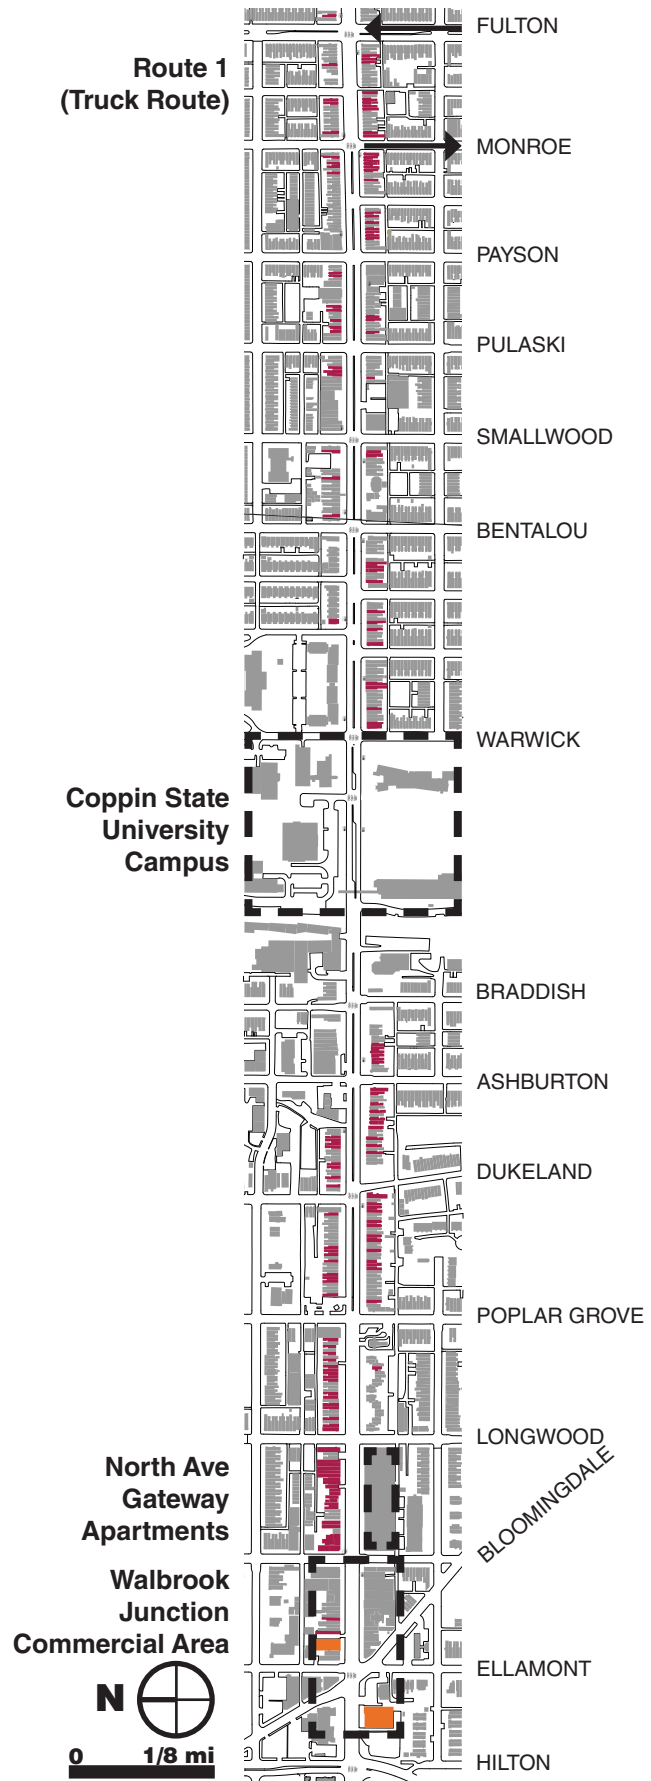 FULTON
Route 1
(Truck Route)
MONROE
PAYSON
PULASKI
SMALLWOOD
BENTALOU
WARWICK
Coppin State
University
Campus
BRADDISH
ASHBURTON
DUKELAND
POPLAR GROVE
LONGWOOD
BLOOMINGDALE
North Ave
Gateway
Apartments
Walbrook
Junction
Commercial Area
ELLAMONT
N
0 1/8 mi
HILTON